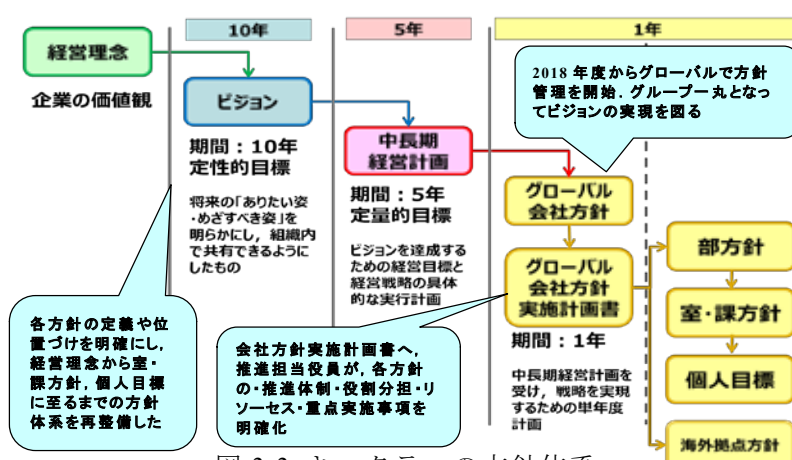 10年
5年
1年
経営理念
企業の価値観
ビジョン
期間：10年
定性的目標
将来の「ありたい姿
・めざすべき姿」を
明らかにし，組織内
で共有できるように
したもの
中長期
経営計画
期間：5年
定量的目標
ビジョンを達成する
ための経営目標と
経営戦略の具体
的な実行計画
2018 年度からグローバルで方針
管理を開始．グループ一丸となっ
てビジョンの実現を図る
グローバル
会社方針
グローバル
会社方針
実施計画書
期間：1年
中長期経営計画を
受け，戦略を実現
するための単年度
計画
部方針
室・課方針
個人目標
海外拠点方針
各方針の定義や位
置づけを明確にし，
経営理念から室・
課方針，個人目標
に至るまでの方針
体系を再整備した
会社方針実施計画書へ，
推進担当役員が，各方針
の・推進体制・役割分担・リ
ソーセス・重点実施事項を
明確化